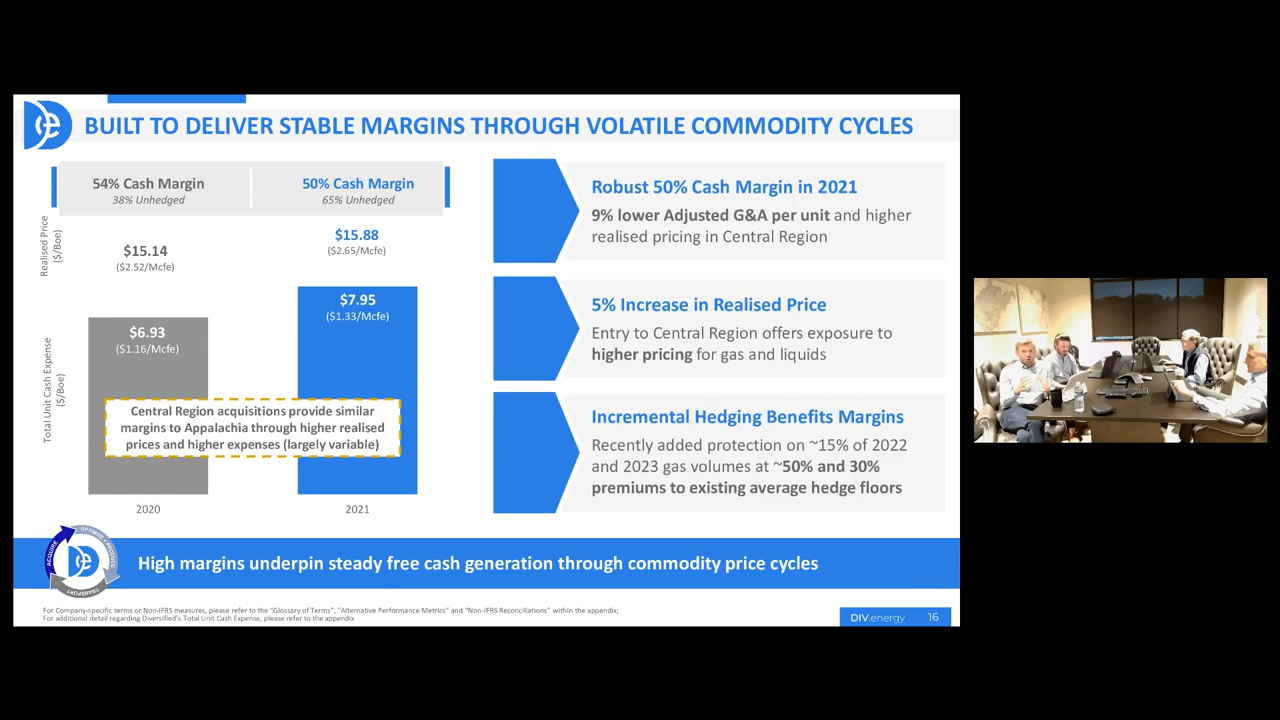 BUILT TO DELIVER STABLE MARGINS THROUGH VOLATILE COMMODITY CYCLES
54% Cash Margin
38% Unhedged
50% Cash Margin
65% Unhedged
Realised Price
($/Boe)
$15.14
($2.52/Mcfe)
$15.88
($2.65/Mcfe)
Total Unit Cash Expense
($/Boe)
$6.93
($1.16/Mcfe)
$7.95
($1.33/Mcfe)
Central Region acquisitions provide similar
margins to Appalachia through higher realised
prices and higher expenses (largely variable)
2020
2021
Robust 50% Cash Margin in 2021
9% lower Adjusted G&A per unit and higher
realised pricing in Central Region
5% Increase in Realised Price
Entry to Central Region offers exposure to
higher pricing for gas and liquids
Incremental Hedging Benefits Margins
Recently added protection on ~15% of 2022
and 2023 gas volumes at ~50% and 30%
premiums to existing average hedge floors
ACQUIRE
OPTIMIZE • PRODUCE
TRANSPORT
High margins underpin steady free cash generation through commodity price cycles
For Company-specific terms or Non-IFRS measures, please refer to the "Glossary of Terms", "Alternative Performance Metrics" and "Non-IFRS Reconciliations" within the appendix;
For additional detail regarding Diversified's Total Unit Cash Expense, please refer to the appendix
DIV.energy 16